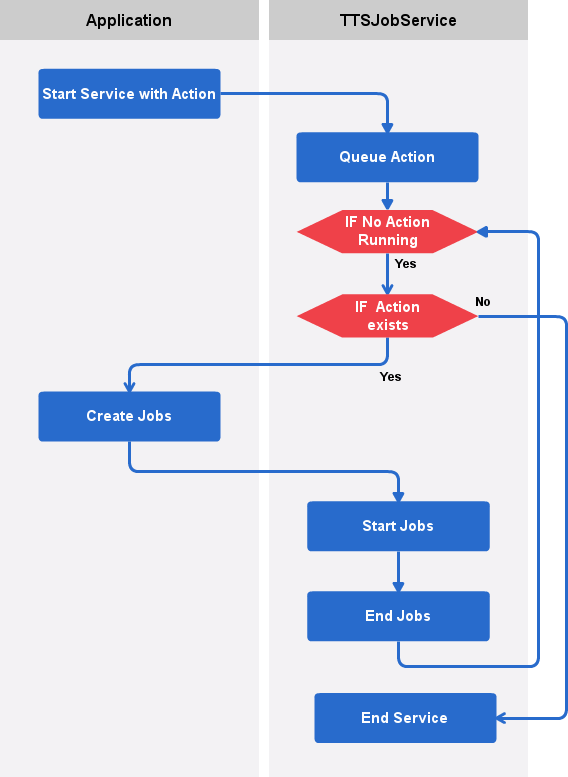 Application
TTSJobService
Start Service with Action
Queue Action
IF No Action
Running
Yes
IF Action
exists
No
Yes
Create Jobs
Start Jobs
End Jobs
End Service